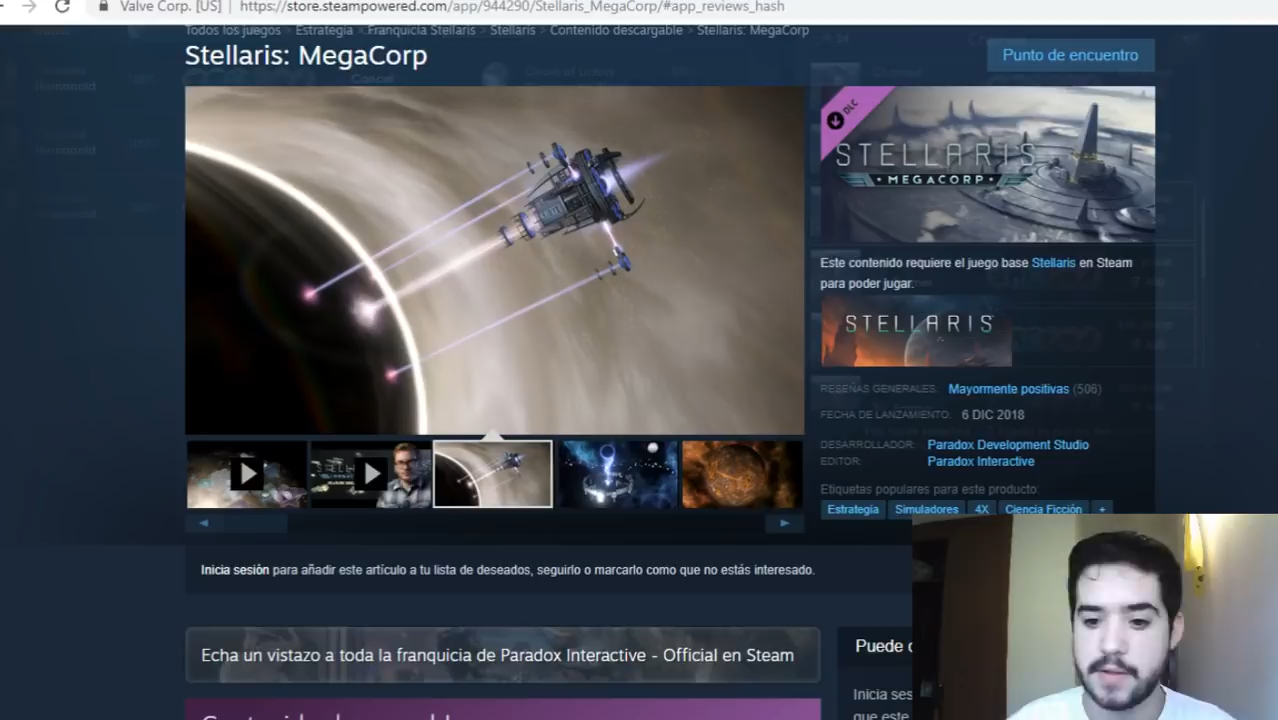 Valve Corp. [US] | https://store.steampowered.com/app/944290/Stellaris_MegaCorp/#app_reviews_hash
Todos los juegos > Estrategia > Franquicia Stellaris > Stellaris > Contenido descargable > Stellaris: MegaCorp
Stellaris: MegaCorp
Punto de encuentro
DLC
STELLARIS
MEGACORP
Este contenido requiere el juego base Stellaris en Steam
para poder jugar.
STELLARIS
RESEÑAS GENERALES: Mayormente positivas (506)
FECHA DE LANZAMIENTO: 6 DIC 2018
DESARROLLADOR: Paradox Development Studio
EDITOR: Paradox Interactive
Etiquetas populares para este producto:
Estrategia Simuladores 4X Ciencia Ficción +
Inicia sesión para añadir este artículo a tu lista de deseados, seguirlo o marcarlo como que no estás interesado.
Echa un vistazo a toda la franquicia de Paradox Interactive - Official en Steam
Puede
Inicia ses
que este